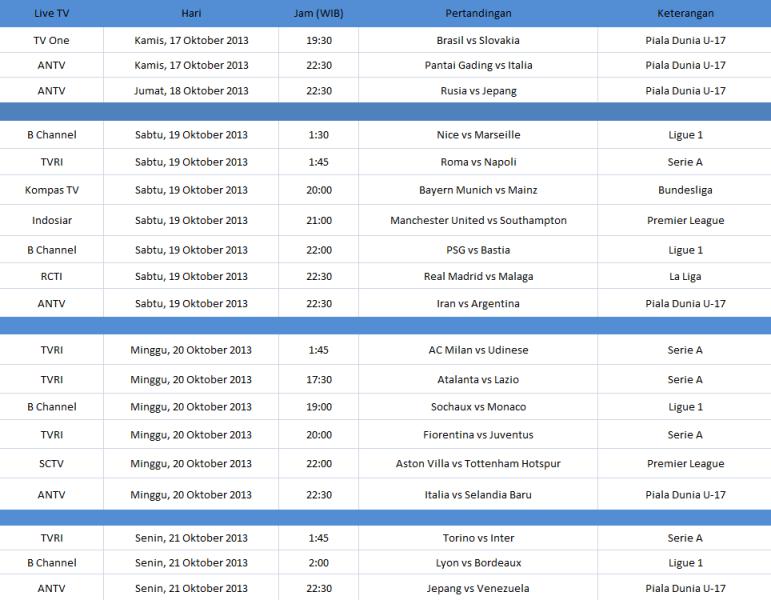 Live TV Hari Jam (WIB) Pertandingan Keterangan
TV One Kamis, 17 Oktober 2013 19:30 Brasil vs Slovakia Piala Dunia U-17
ANTV Kamis, 17 Oktober 2013 22:30 Pantai Gading vs Italia Piala Dunia U-17
ANTV Jumat, 18 Oktober 2013 22:30 Rusia vs Jepang Piala Dunia U-17
B Channel Sabtu, 19 Oktober 2013 1:30 Nice vs Marseille Ligue 1
TVRI Sabtu, 19 Oktober 2013 1:45 Roma vs Napoli Serie A
Kompas TV Sabtu, 19 Oktober 2013 20:00 Bayern Munich vs Mainz Bundesliga
Indosiar Sabtu, 19 Oktober 2013 21:00 Manchester United vs Southampton Premier League
B Channel Sabtu, 19 Oktober 2013 22:00 PSG vs Bastia Ligue 1
RCTI Sabtu, 19 Oktober 2013 22:30 Real Madrid vs Malaga La Liga
ANTV Sabtu, 19 Oktober 2013 22:30 Iran vs Argentina Piala Dunia U-17
TVRI Minggu, 20 Oktober 2013 1:45 AC Milan vs Udinese Serie A
TVRI Minggu, 20 Oktober 2013 17:30 Atalanta vs Lazio Serie A
B Channel Minggu, 20 Oktober 2013 19:00 Sochaux vs Monaco Ligue 1
TVRI Minggu, 20 Oktober 2013 20:00 Fiorentina vs Juventus Serie A
SCTV Minggu, 20 Oktober 2013 22:00 Aston Villa vs Tottenham Hotspur Premier League
ANTV Minggu, 20 Oktober 2013 22:30 Italia vs Selandia Baru Piala Dunia U-17
TVRI Senin, 21 Oktober 2013 1:45 Torino vs Inter Serie A
B Channel Senin, 21 Oktober 2013 2:00 Lyon vs Bordeaux Ligue 1
ANTV Senin, 21 Oktober 2013 22:30 Jepang vs Venezuela Piala Dunia U-17